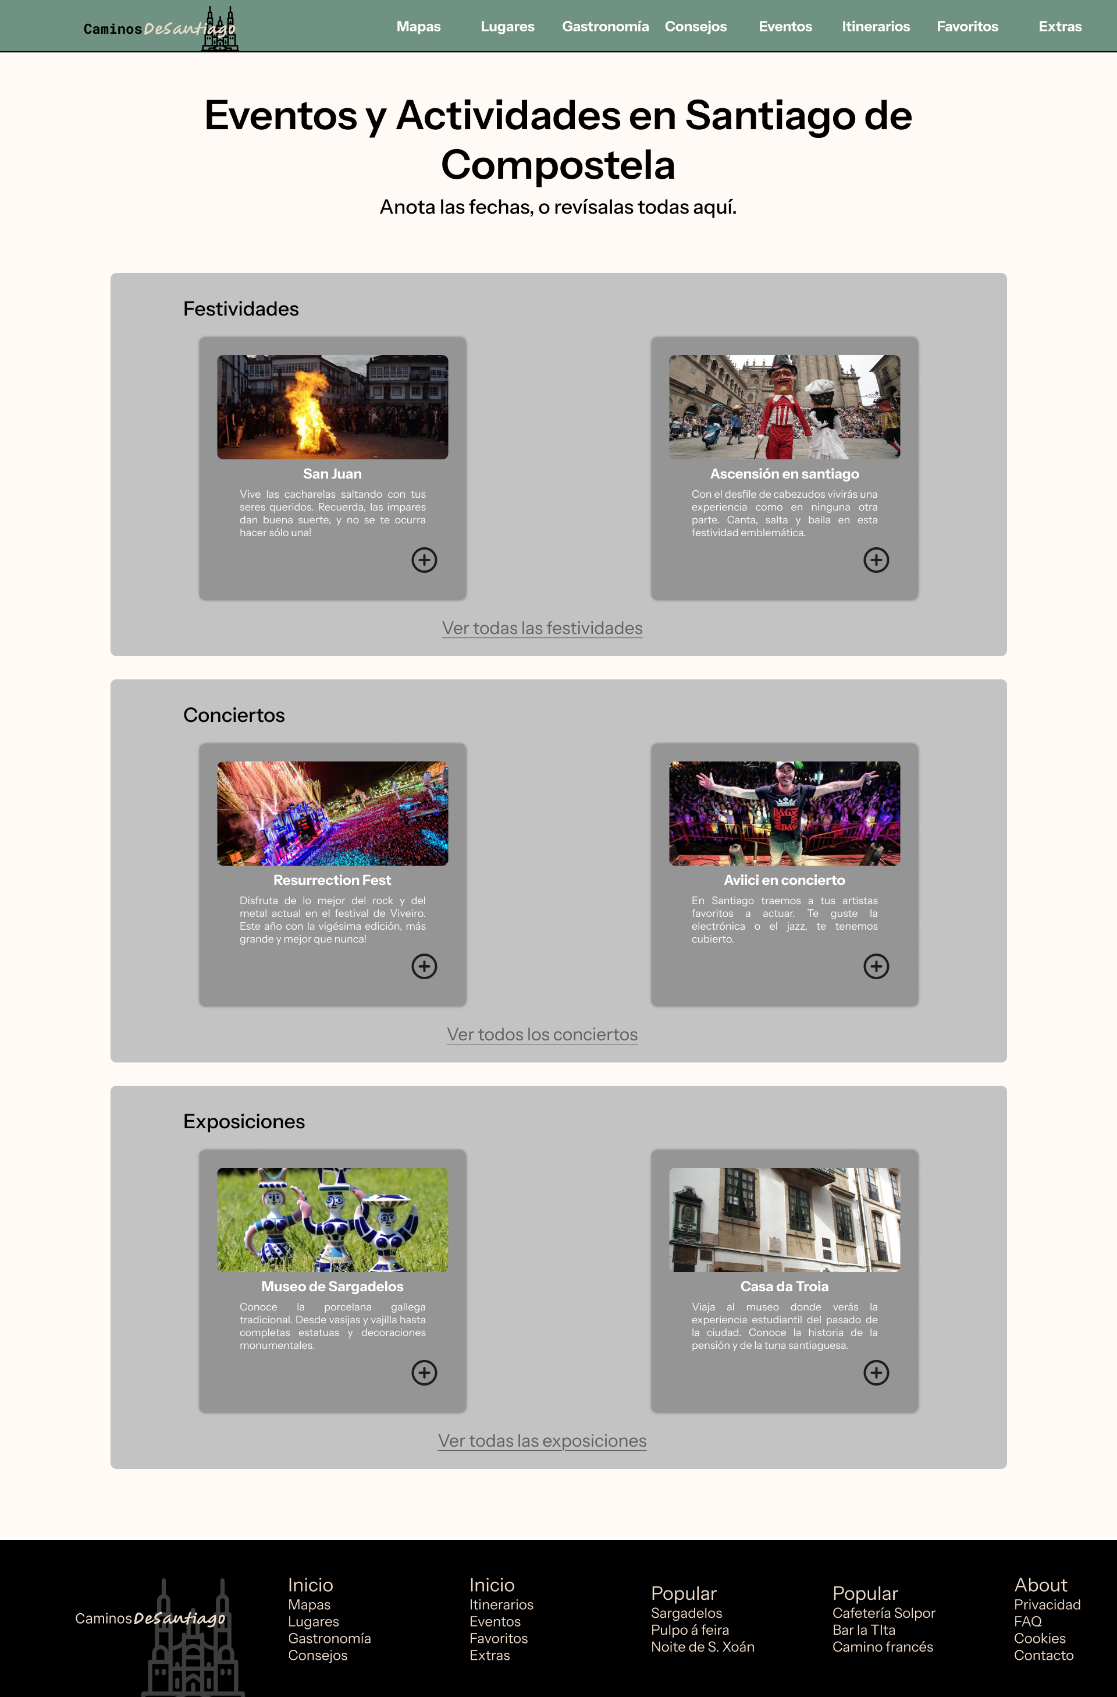 CaminosDeSantiago
Mapas
Lugares
Gastronomía
Consejos
Eventos
Itinerarios
Favoritos
Extras
Eventos y Actividades en Santiago de
Compostela
Anota las fechas, o revísalas todas aquí.
Festividades
San Juan
Vive las cacharelas saltando con tus
seres queridos. Recuerda, las impares
dan buena suerte, y no se te ocurra
hacer sólo una!
Ascensión en santiago
Con el desfile de cabezudos vivirás una
experiencia como en ninguna otra
parte. Canta, salta y baila en esta
festividad emblemática.
Ver todas las festividades
Conciertos
Resurrection Fest
Disfruta de lo mejor del rock y del
metal actual en el festival de Viveiro.
Este año con la vigésima edición, más
grande y mejor que nunca!
Aviici en concierto
En Santiago traemos a tus artistas
favoritos a actuar. Te guste la
electrónica o el jazz, te tenemos
cubierto.
Ver todos los conciertos
Exposiciones
Museo de Sargadelos
Conoce la porcelana gallega
tradicional. Desde vasijas y vajilla hasta
completas estatuas y decoraciones
monumentales.
Casa da Troia
Viaja al museo donde verás la
experiencia estudiantil del pasado de
la ciudad. Conoce la historia de la
pensión y de la tuna santiaguesa.
Ver todas las exposiciones
CaminosDeSantiago
Inicio
Mapas
Lugares
Gastronomía
Consejos
Inicio
Itinerarios
Eventos
Favoritos
Extras
Popular
Sargadelos
Pulpo á feira
Noite de S. Xoán
Popular
Cafetería Solpor
Bar la TIta
Camino francés
About
Privacidad
FAQ
Cookies
Contacto